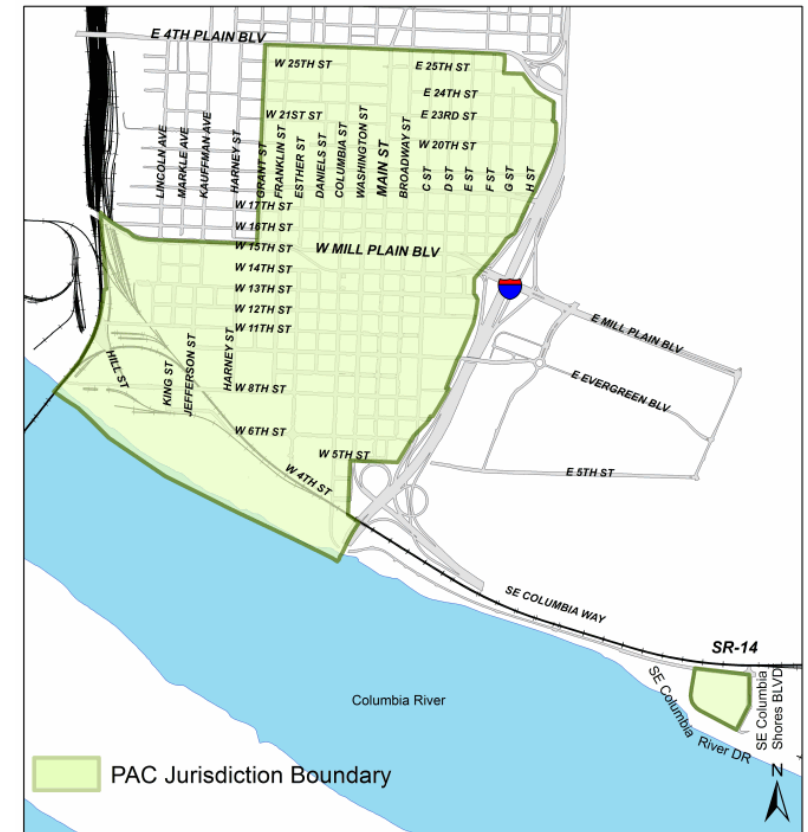 E 4TH PLAIN BLV
W 25TH ST
E 25TH ST
E 24TH ST
W 21ST ST
E 23RD ST
W 20TH ST
LINCOLN AVE
MARKLE AVE
KAUFFMAN AVE
HARNEY ST
GRANT ST
FRANKLIN ST
ESTHER ST
DANIELS ST
COLUMBIA ST
WASHINGTON ST
MAIN ST
BROADWAY ST
C ST
D ST
E ST
F ST
G ST
H ST
W 17TH ST
W 16TH ST
W 15TH ST
W MILL PLAIN BLV
W 14TH ST
W 13TH ST
W 12TH ST
W 11TH ST
E MILL PLAIN BLV
HILL ST
KING ST
JEFFERSON ST
HARNEY ST
W 8TH ST
E EVERGREEN BLV
W 6TH ST
W 5TH ST
W 4TH ST
E 5TH ST
SE COLUMBIA WAY
SR-14
SE Columbia River DR
SE Columbia
Shores BLVD
Columbia River
PAC Jurisdiction Boundary
N